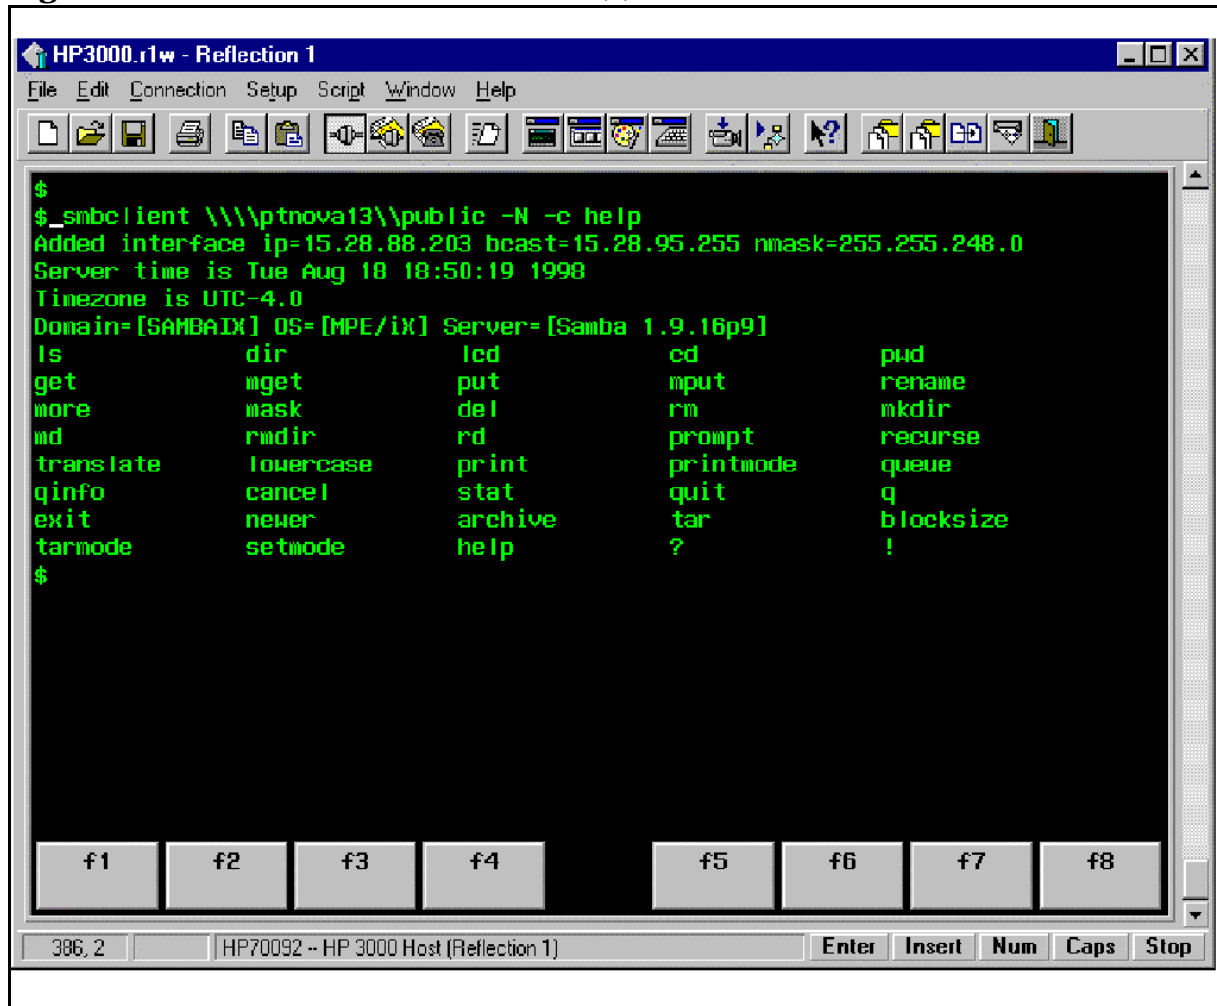 HP3000.r1w - Reflection 1
File Edit Connection Setup Script Window Help
$
$_smbclient \\\\ptnova13\\public -N -c help
Added interface ip=15.28.88.203 bcast=15.28.95.255 nmask=255.255.248.0
Server time is Tue Aug 18 18:50:19 1998
Timezone is UTC-4.0
Domain=[SAMBAIX] OS=[MPE/iX] Server=[Samba 1.9.16p9]
ls dir lcd cd pwd
get mget put mput rename
more mask del rm mkdir
md rmdir rd prompt recurse
translate lowercase print printmode queue
qinfo cancel stat quit q
exit newer archive tar blocksize
tarmode setmode help ? !
$
f1 f2 f3 f4 f5 f6 f7 f8
386, 2 HP70092 -- HP 3000 Host (Reflection 1) Enter Insert Num Caps Stop